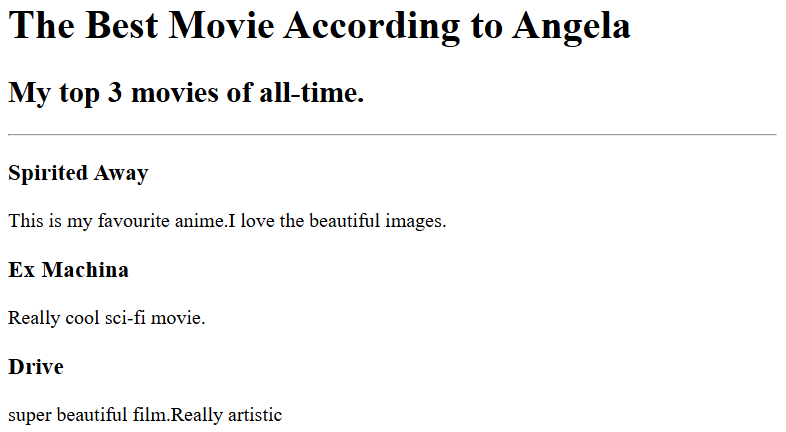 The Best Movie According to Angela
My top 3 movies of all-time.
Spirited Away
This is my favourite anime.I love the beautiful images.
Ex Machina
Really cool sci-fi movie.
Drive
super beautiful film.Really artistic